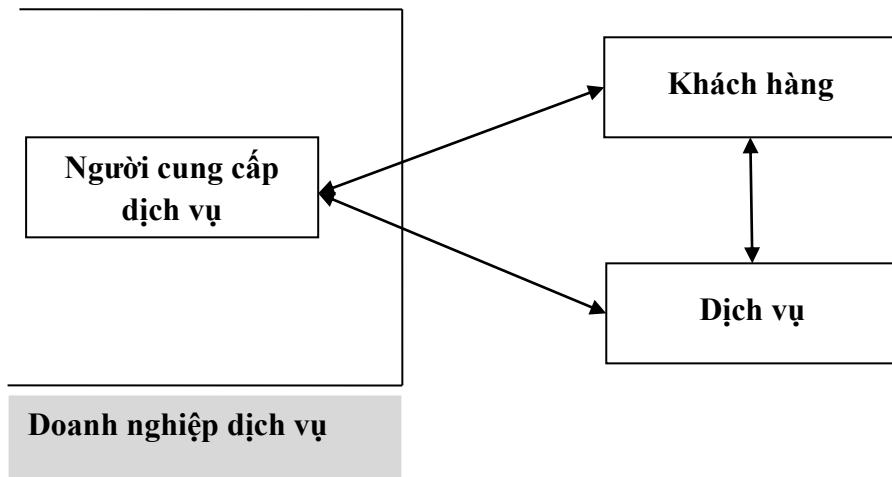 Khách hàng
Người cung cấp
dịch vụ
Dịch vụ
Doanh nghiệp dịch vụ